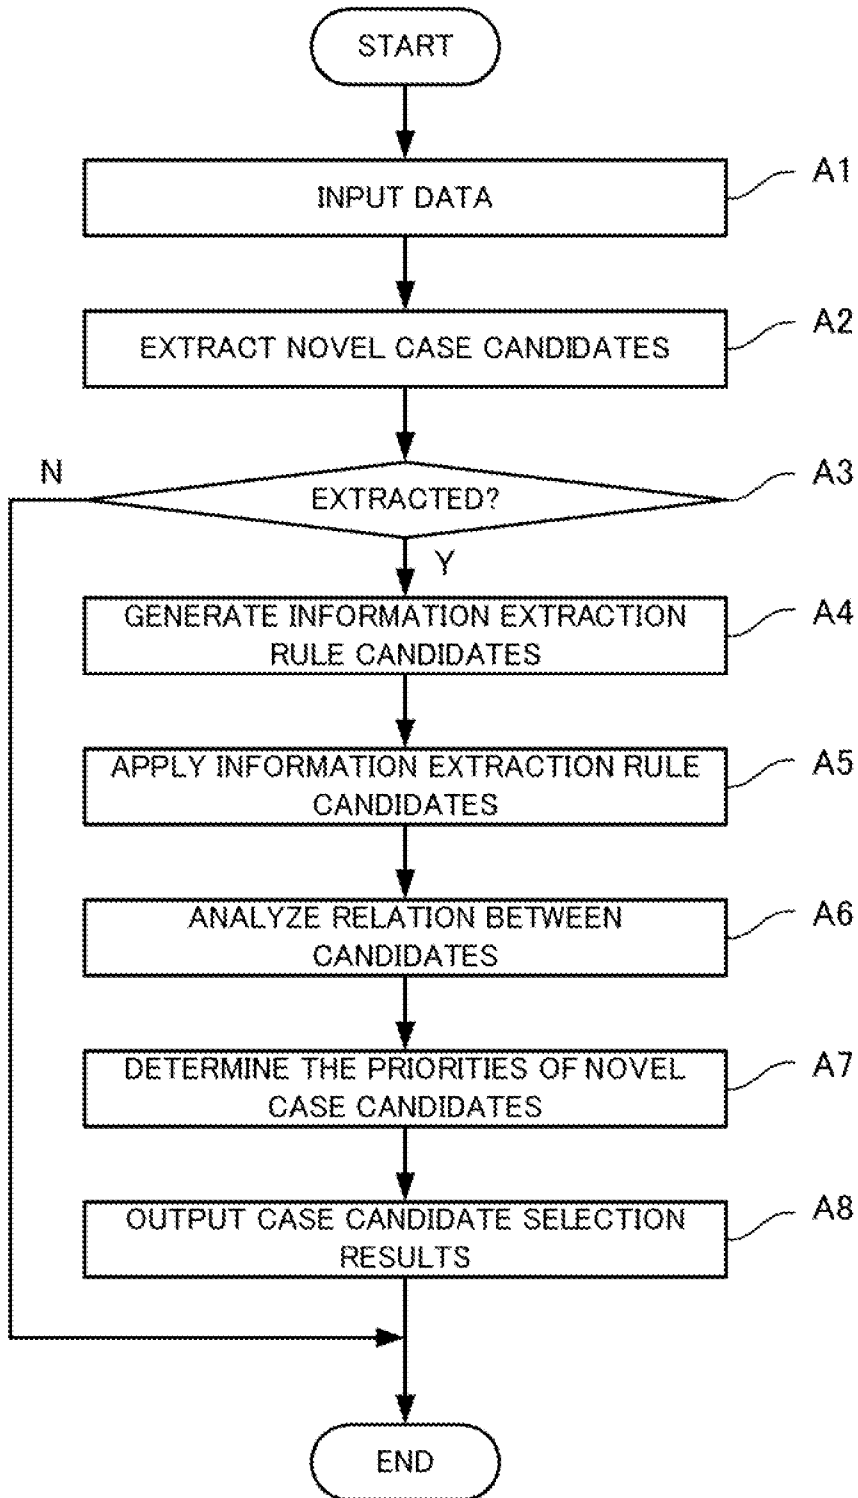 START
A1
INPUT DATA
A2
EXTRACT NOVEL CASE CANDIDATES
N
A3
EXTRACTED?
Y
A4
GENERATE INFORMATION EXTRACTION
RULE CANDIDATES
A5
APPLY INFORMATION EXTRACTION RULE
CANDIDATES
A6
ANALYZE RELATION BETWEEN
CANDIDATES
A7
DETERMINE THE PRIORITIES OF NOVEL
CASE CANDIDATES
A8
OUTPUT CASE CANDIDATE SELECTION
RESULTS
END